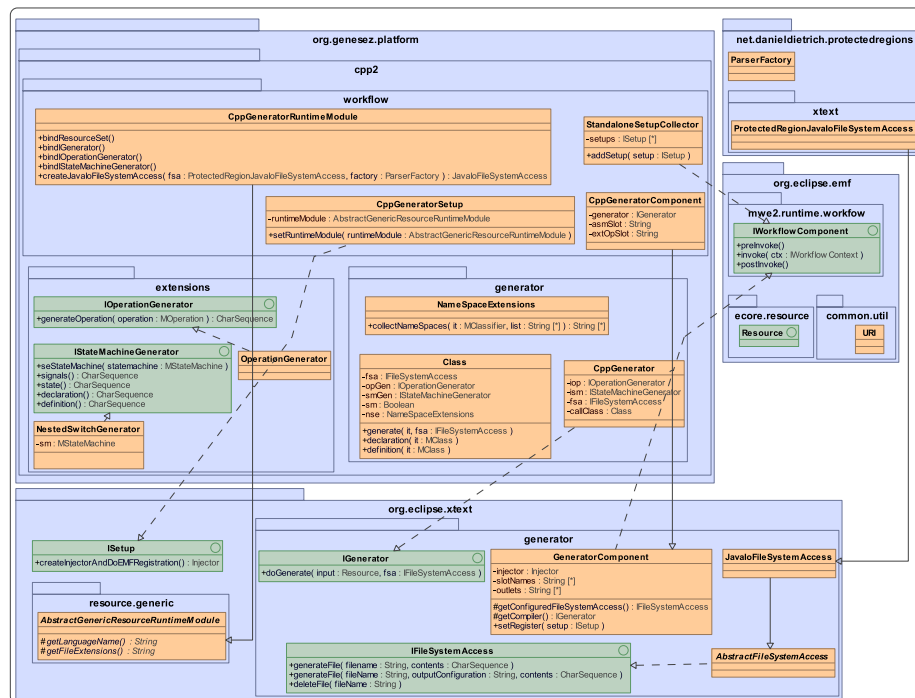 org.genesez.platform
cpp2
workflow
CppGeneratorRuntimeModule
+bindResourceSet()
+bindIGenerator()
+bindIOperationGenerator()
+bindIStateMachineGenerator()
+createJavaIoFileSystemAccess( fsa : ProtectedRegionJavaIoFileSystemAccess, factory : ParserFactory ) : JavaIoFileSystemAccess
StandaloneSetupCollector
-setups : ISetup [*]
+addSetup( setup : ISetup )
CppGeneratorSetup
-runtimeModule : AbstractGenericResourceRuntimeModule
+setRuntimeModule( runtimeModule : AbstractGenericResourceRuntimeModule )
CppGeneratorComponent
-generator : IGenerator
-asmSlot : String
-extOpSlot : String
extensions
IOperationGenerator
+generateOperation( operation : MOperation ) : CharSequence
IStateMachineGenerator
+seStateMachine( statemachine : MStateMachine )
+signals() : CharSequence
+state() : CharSequence
+declaration() : CharSequence
+definition() : CharSequence
OperationGenerator
NestedSwitchGenerator
-sm : MStateMachine
generator
NameSpaceExtensions
+collectNameSpaces( it : MClassifier, list : String [*] ) : String [*]
Class
-fsa : IFileSystemAccess
-opGen : IOperationGenerator
-smGen : IStateMachineGenerator
-sm : Boolean
-nse : NameSpaceExtensions
+generate( it, fsa : IFileSystemAccess )
+declaration( it : MClass )
+definition( it : MClass )
CppGenerator
-iop : IOperationGenerator
-ism : IStateMachineGenerator
-fsa : IFileSystemAccess
-callClass : Class
net.danieldietrich.protectedregions
ParserFactory
xtext
ProtectedRegionJavaIoFileSystemAccess
org.eclipse.emf
mwe2.runtime.workfow
IWorkflowComponent
+preInvoke()
+invoke( ctx : IWorkflow Context )
+postInvoke()
ecore.resource
Resource
common.util
URI
org.eclipse.xtext
ISetup
+createInjectorAndDoEMFRegistration() : Injector
resource.generic
AbstractGenericResourceRuntimeModule
#getLanguageName() : String
#getFileExtensions() : String
generator
IGenerator
+doGenerate( input : Resource, fsa : IFileSystemAccess )
GeneratorComponent
-injector : Injector
-slotNames : String [*]
-outlets : String [*]
#getConfiguredFileSystemAccess() : IFileSystemAccess
#getCompiler() : IGenerator
+setRegister( setup : ISetup )
JavaIoFileSystemAccess
IFileSystemAccess
+generateFile( filename : String, contents : CharSequence )
+generateFile( fileName : String, outputConfiguration : String, contents : CharSequence )
+deleteFile( fileName : String )
AbstractFileSystemAccess